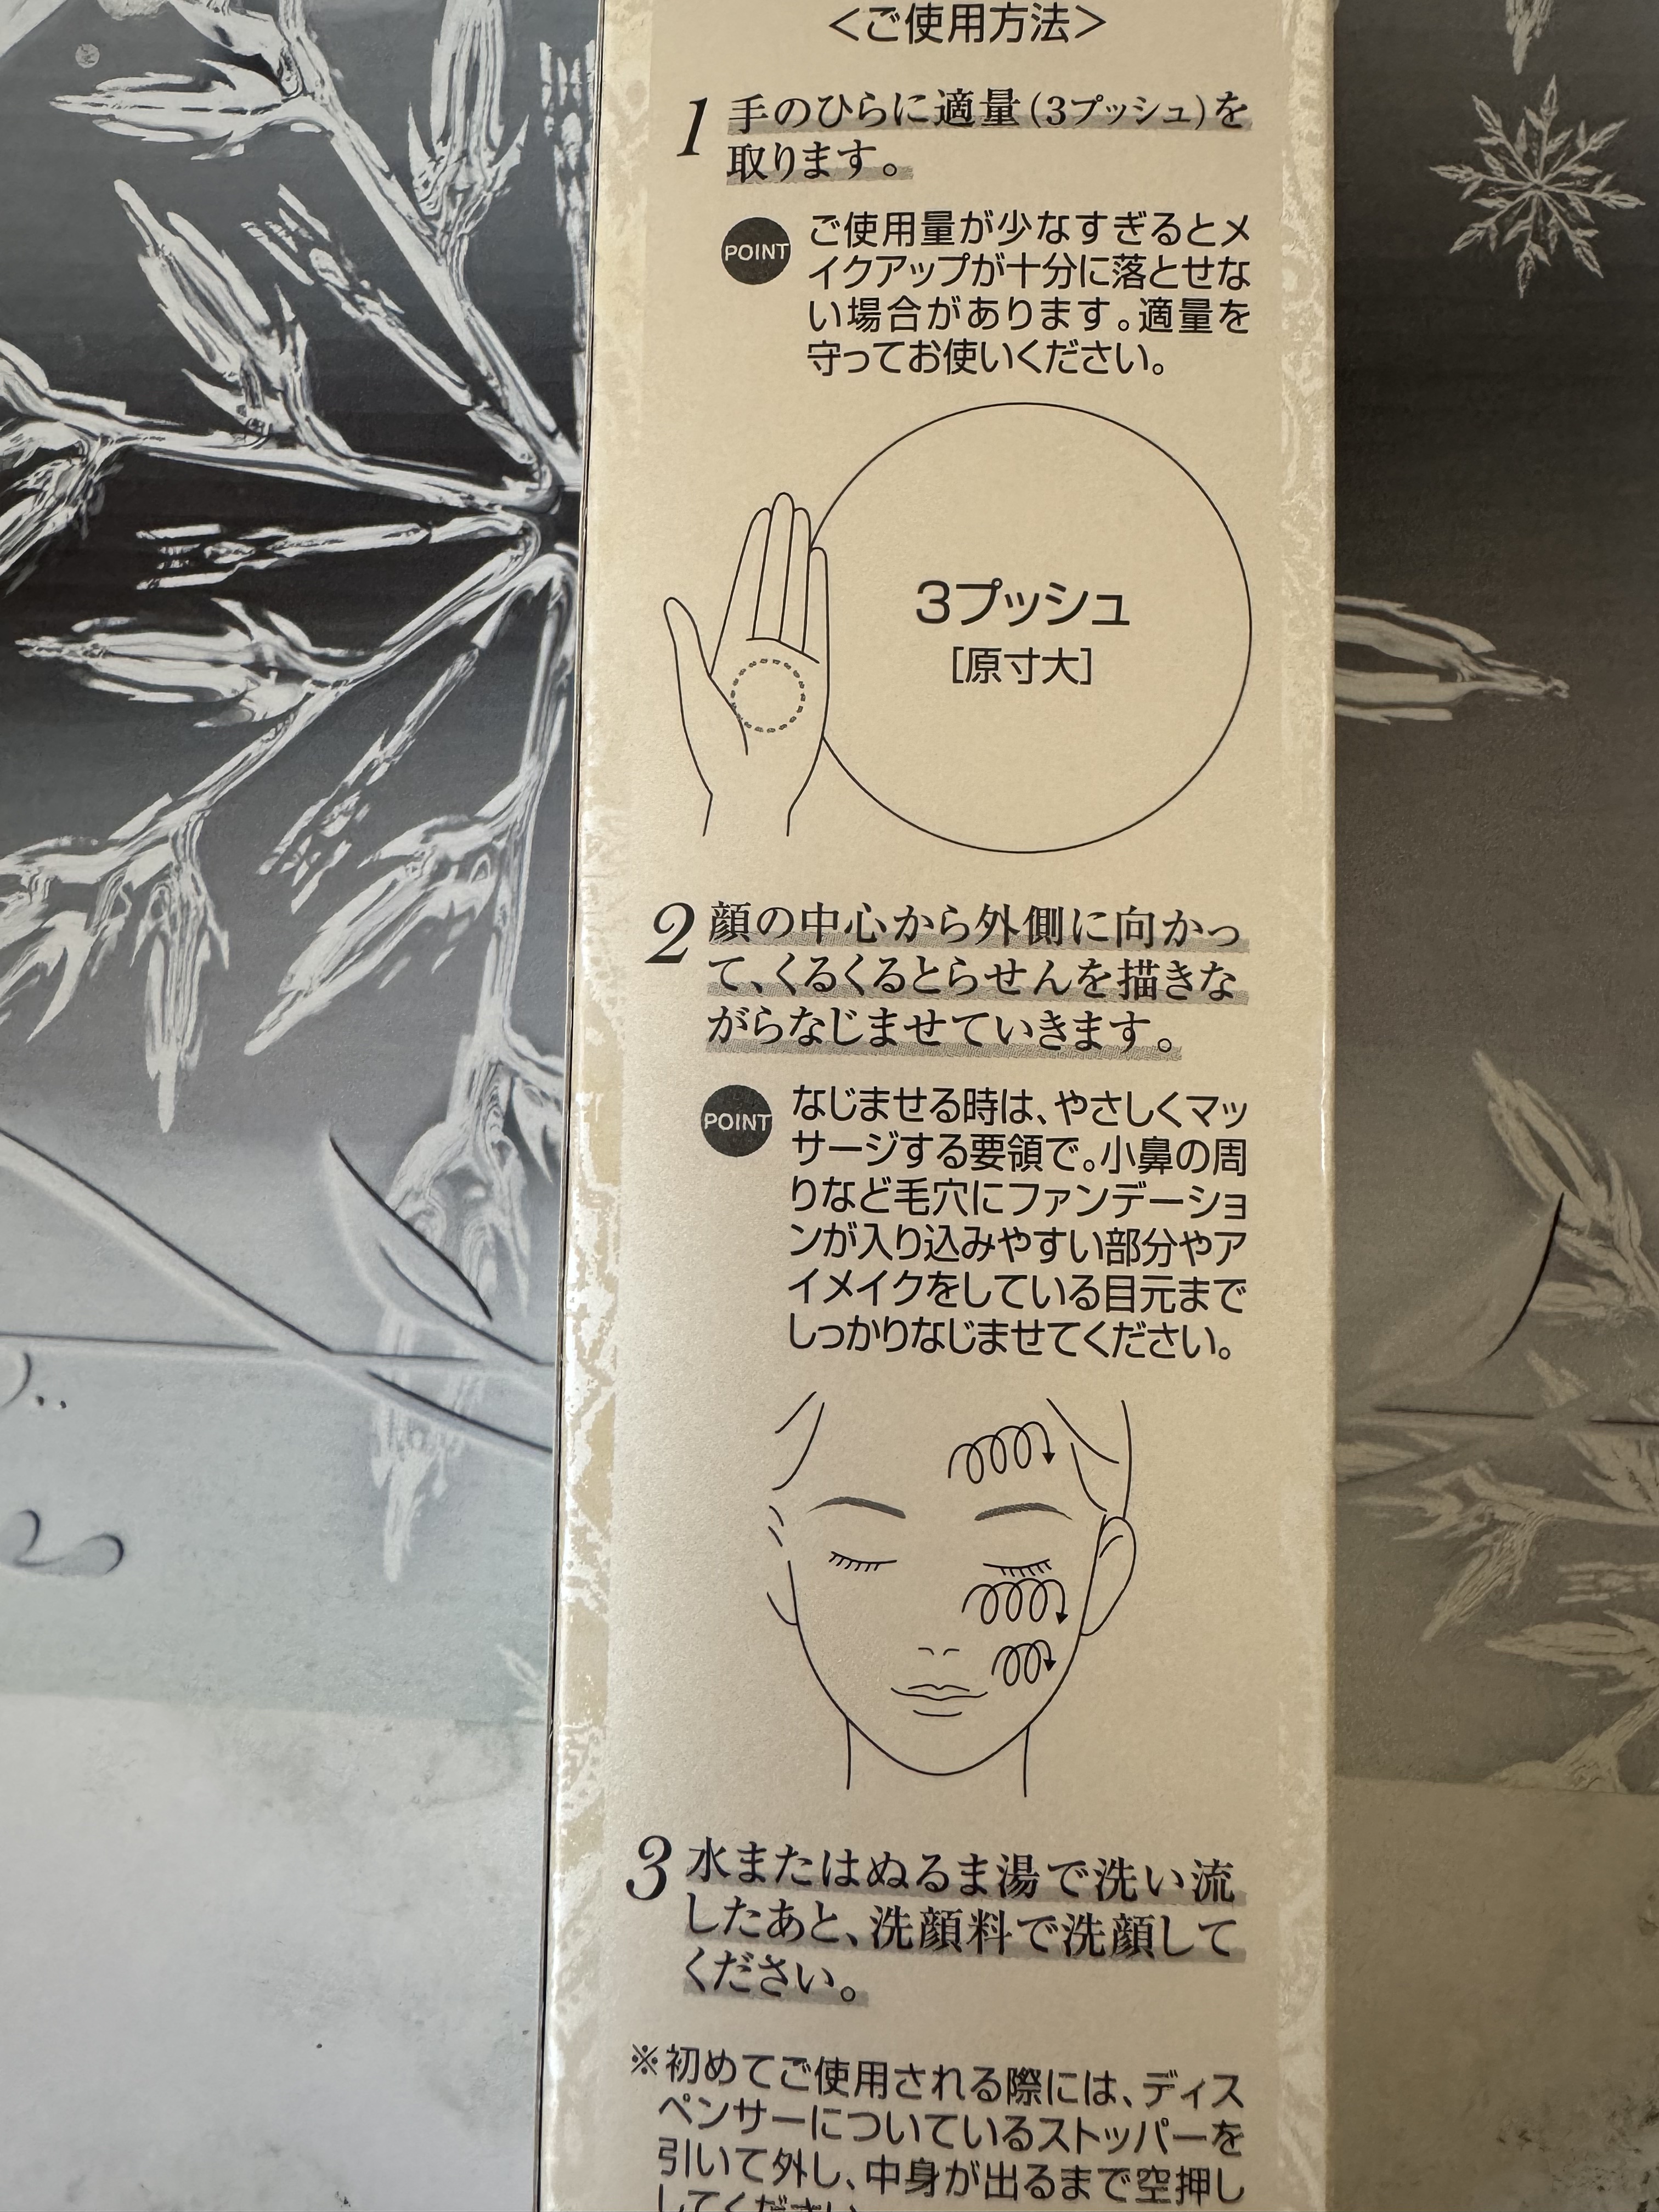 ＜ご使用方法＞
1 手のひらに適量(3プッシュ)を
取ります。
POINT ご使用量が少なすぎるとメ
イクアップが十分に落とせな
い場合があります。適量を
守ってお使いください。
3プッシュ
[原寸大]
2 顔の中心から外側に向かっ
て、くるくるとらせんを描きな
がらなじませていきます。
POINT なじませる時は、やさしくマッ
サージする要領で。小鼻の周
りなど毛穴にファンデーショ
ンが入り込みやすい部分やア
イメイクをしている目元まで
しっかりなじませてください。
3 水またはぬるま湯で洗い流
したあと、洗顔料で洗顔して
ください。
※初めてご使用される際には、ディス
ペンサーについているストッパーを
引いて外し、中身が出るまで空押し
してください。